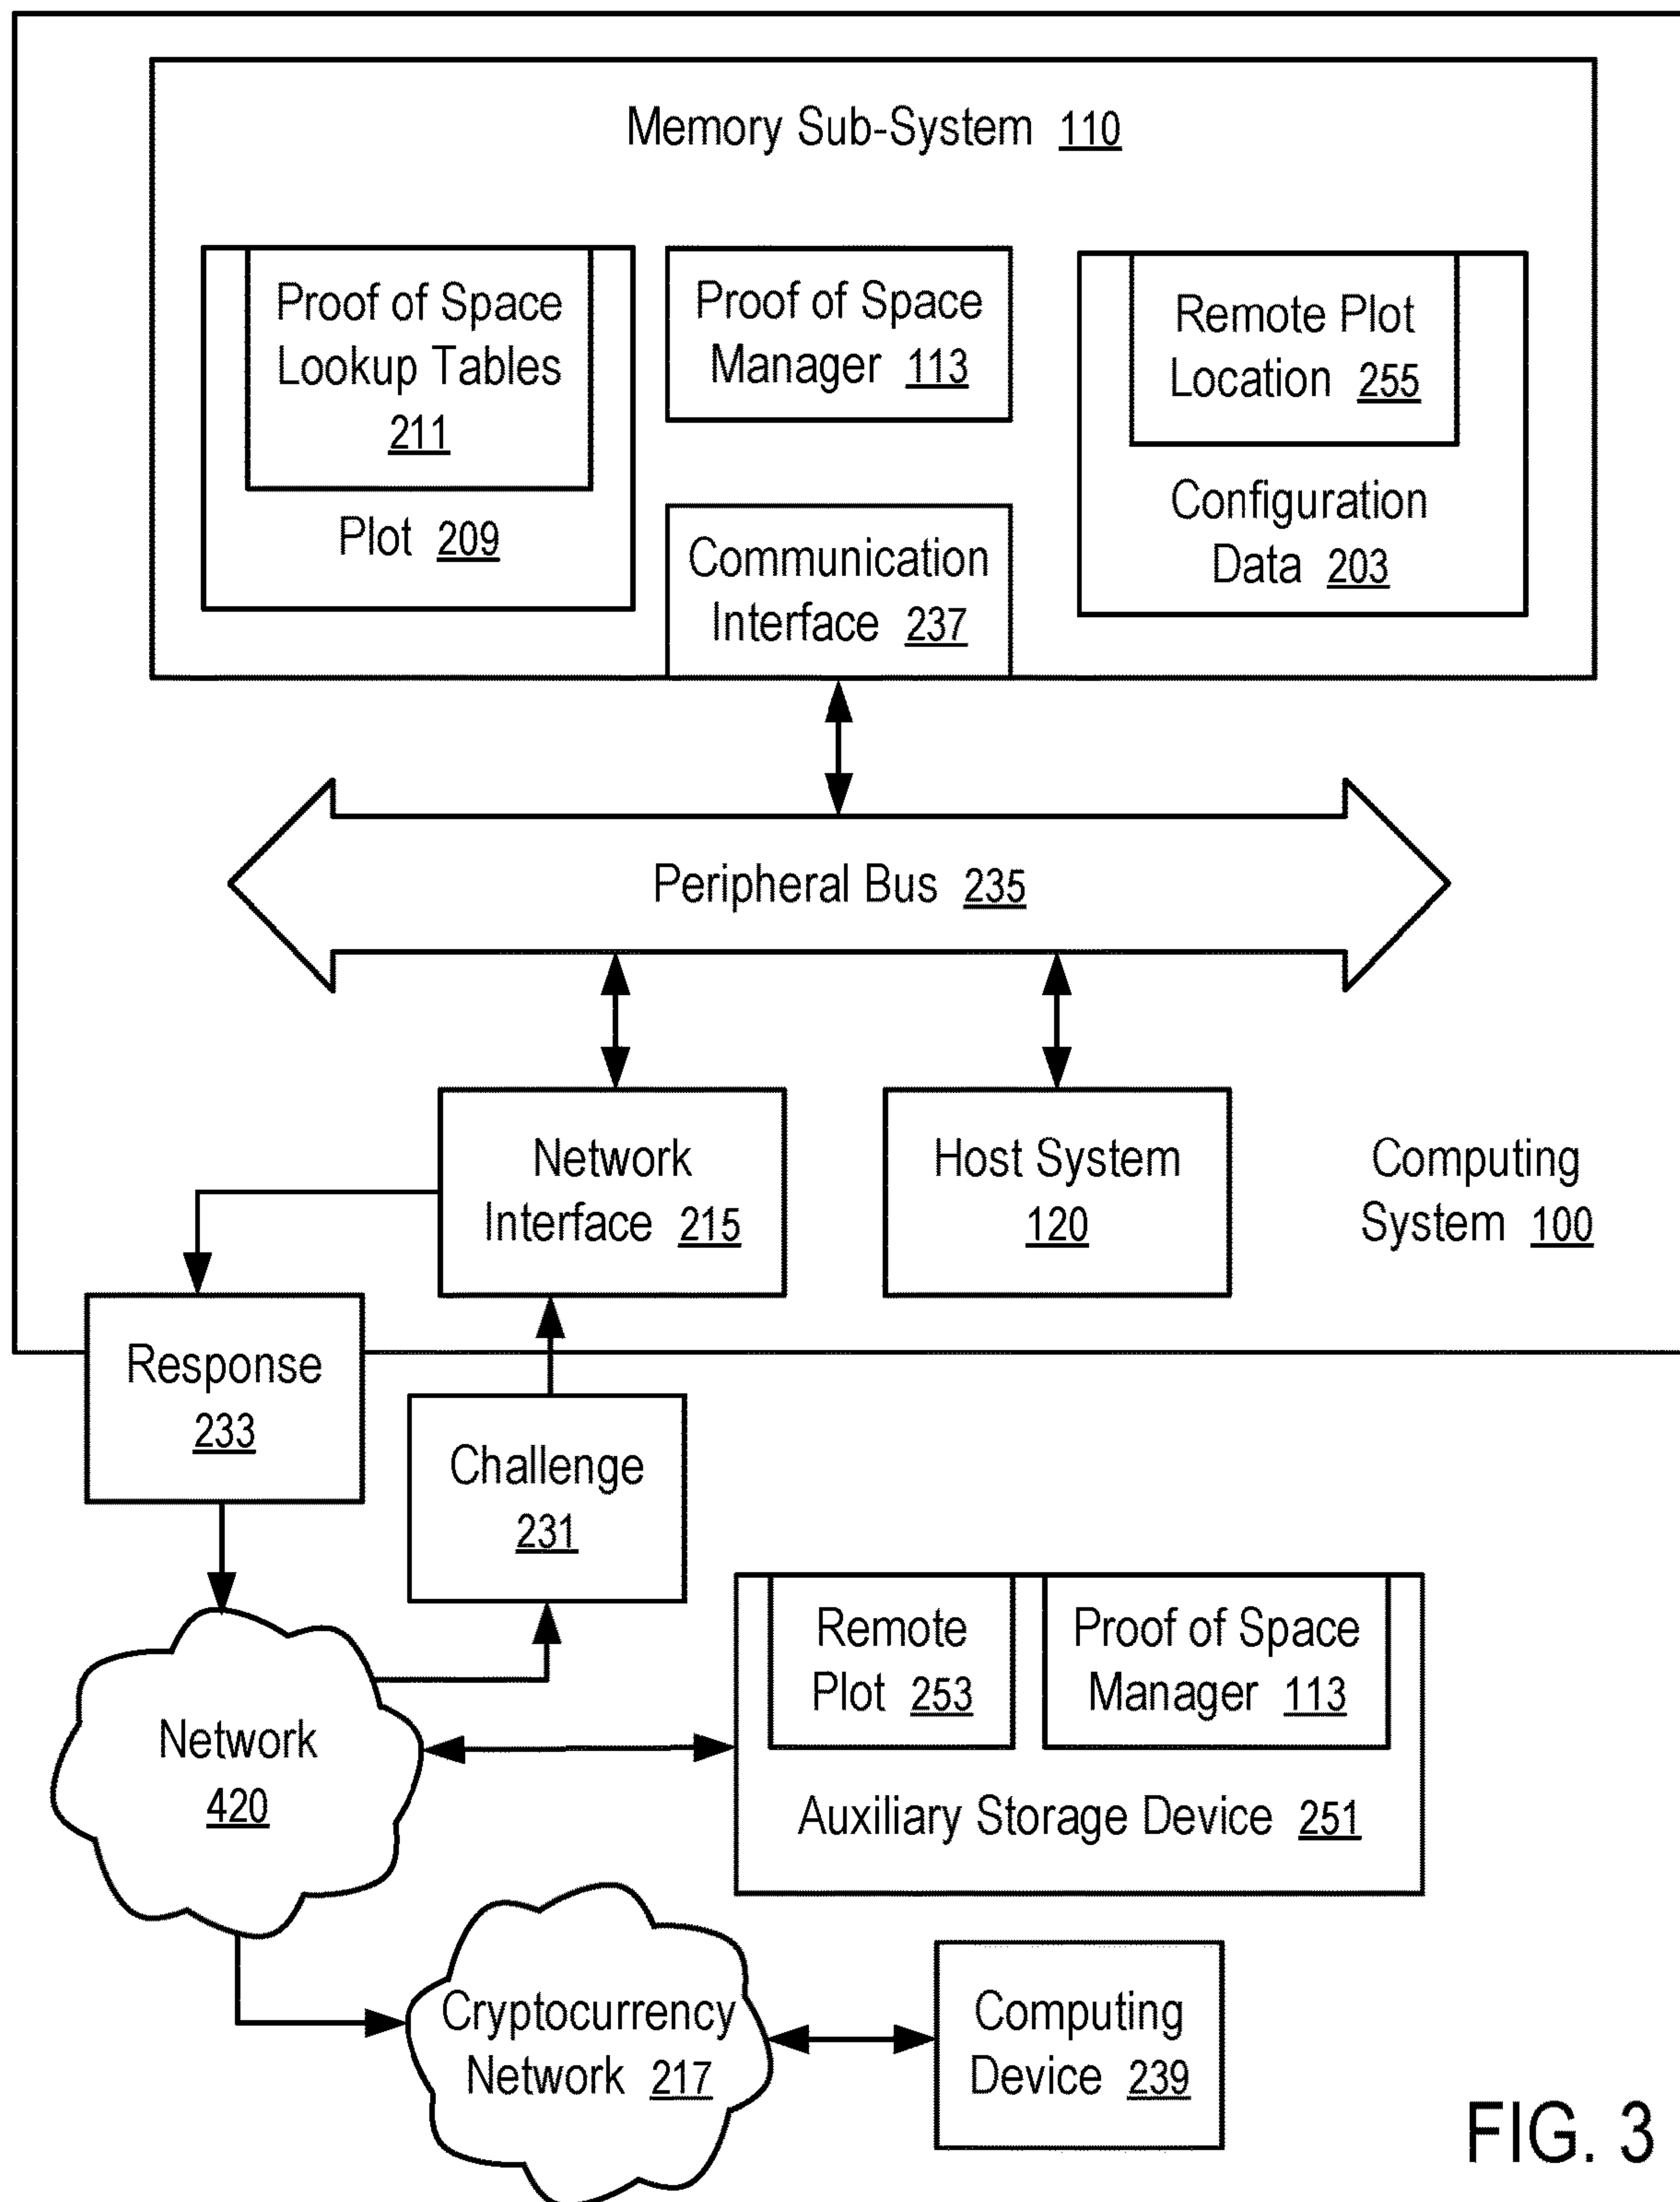 Memory Sub-System 110
Proof of Space
Lookup Tables
211
Plot 209
Proof of Space
Manager 113
Communication
Interface 237
Remote Plot
Location 255
Configuration
Data 203
Peripheral Bus 235
Network
Interface 215
Host System
120
Computing
System 100
Response
233
Challenge
231
Remote
Plot 253
Proof of Space
Manager 113
Auxiliary Storage Device 251
Network
420
Cryptocurrency
Network 217
Computing
Device 239
FIG. 3